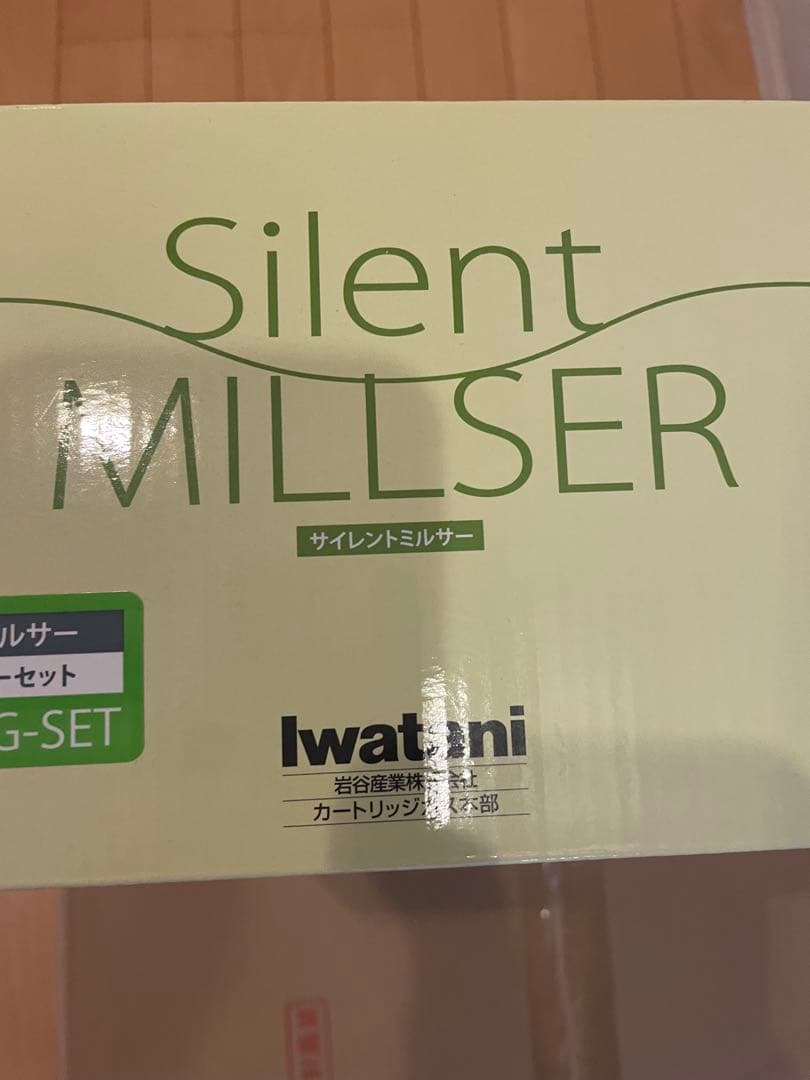 Silent
MILLSER
サイレントミルサー
ルサー
ーセット
G-SET
Iwatani
岩谷産業株式会社
カートリッジガス本部